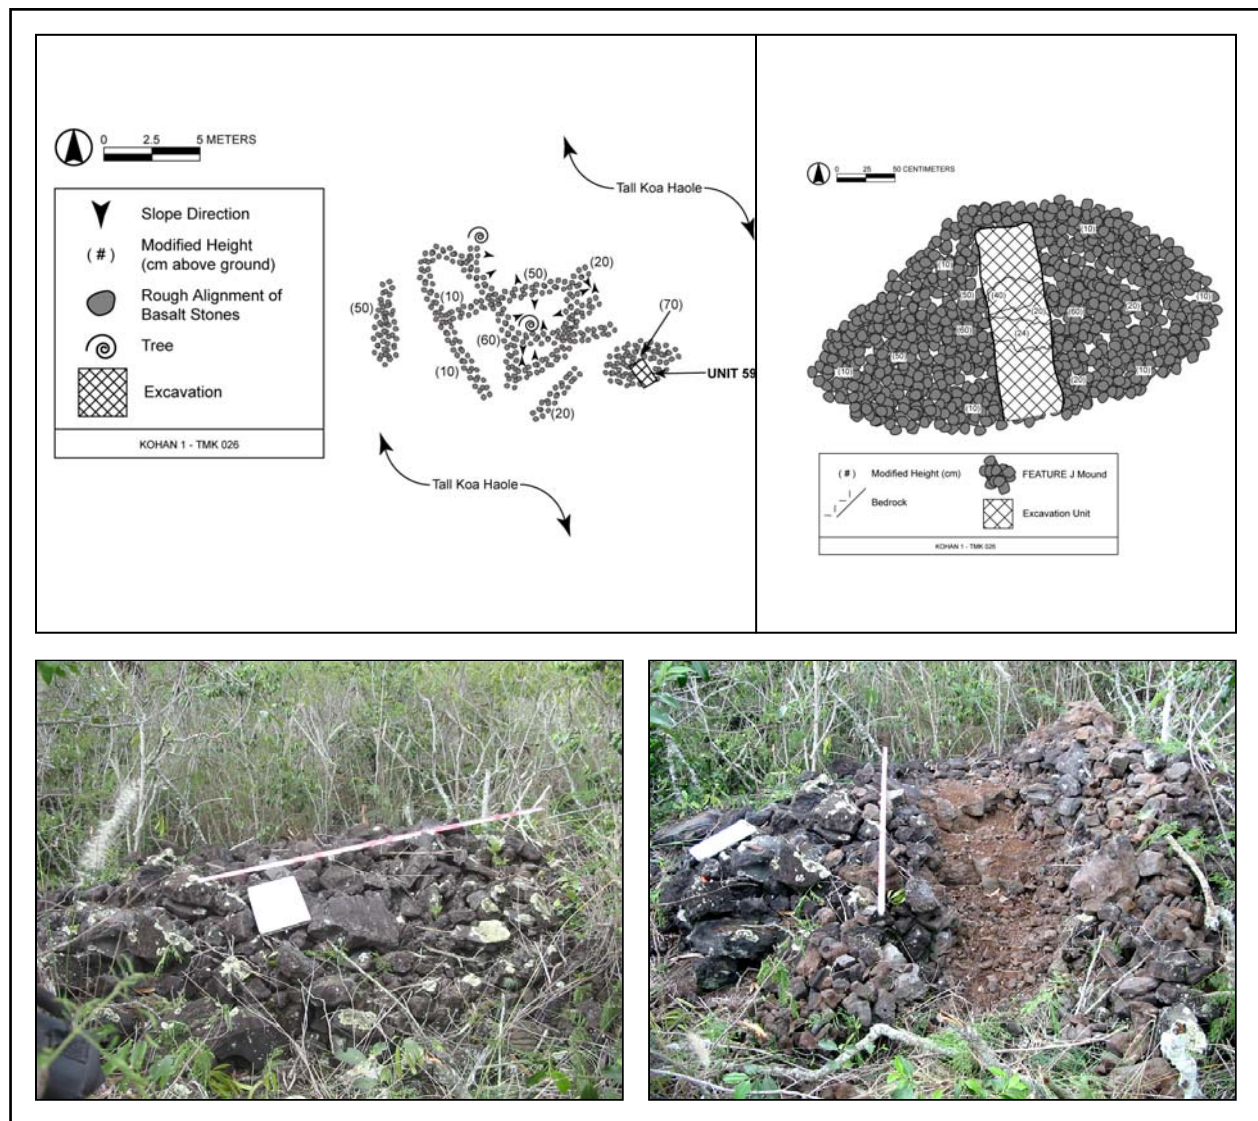 0 2.5 5 METERS
Slope Direction
( # ) Modified Height
(cm above ground)
Rough Alignment of
Basalt Stones
Tree
Excavation
KOHAN 1 - TMK 026
Tall Koa Haole
(50)
(10)
(50)
(20)
(60)
(10)
(20)
(70)
UNIT 59
Tall Koa Haole
0 25 50 CENTIMETERS
(10)
(10)
(50)
(40)
(20)
(60)
(20)
(10)
(60)
(24)
(50)
(10)
(20)
(10)
(10)
(10)
( # ) Modified Height (cm)
FEATURE J Mound
Bedrock
Excavation Unit
KOHAN 1 - TMK 026